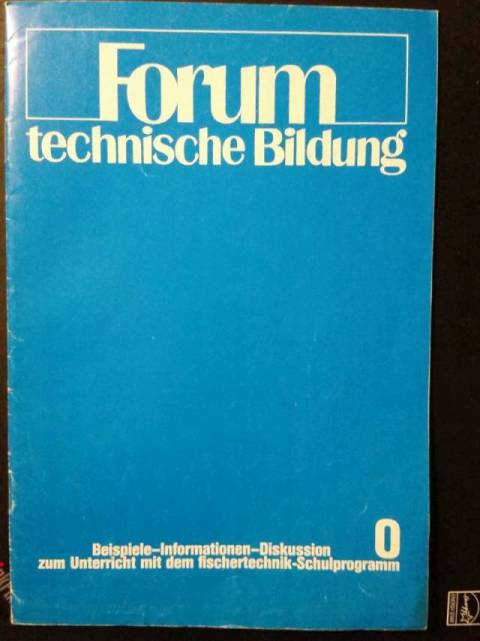 Forum
technische Bildung
0
Beispiele–Informationen–Diskussion
zum Unterricht mit dem fischertechnik-Schulprogramm